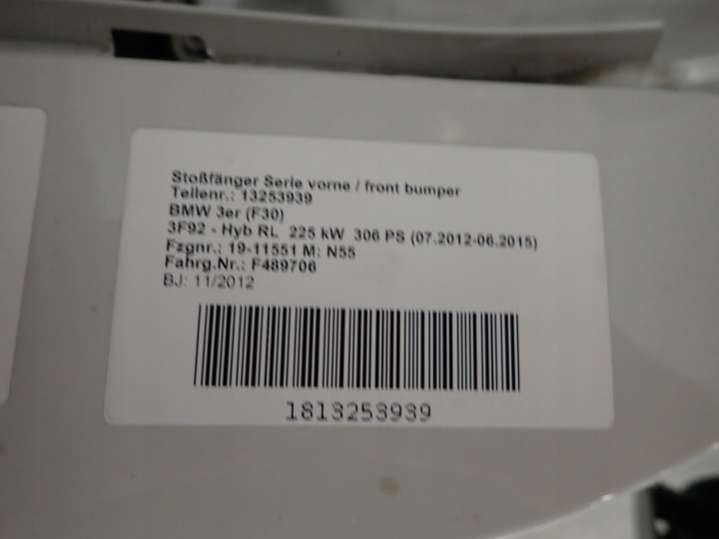 Stoßfänger Serie vorne / front bumper
Teilenr.: 13253939
BMW 3er (F30)
3F92 - Hyb RL 225 kW 306 PS (07.2012-06.2015)
Fzgnr.: 19-11551 M: N55
Fahrg.Nr.: F489706
BJ: 11/2012
1813253939